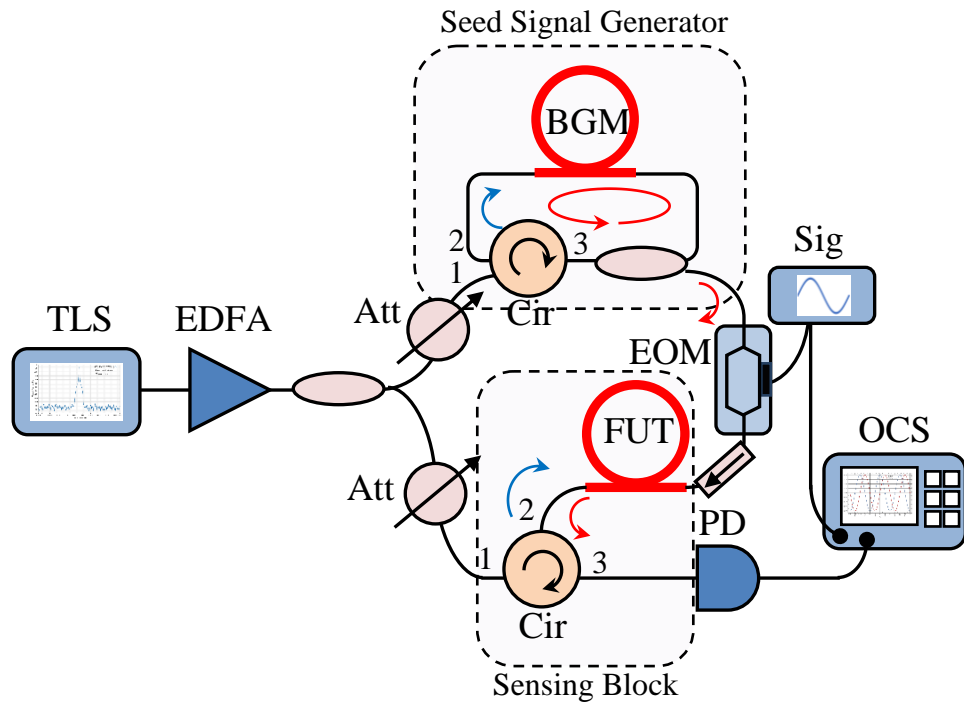 Seed Signal Generator
BGM
2
3
1
Sig
Att
Cir
TLS
EDFA
EOM
FUT
OCS
Att
2
PD
1
3
Cir
Sensing Block